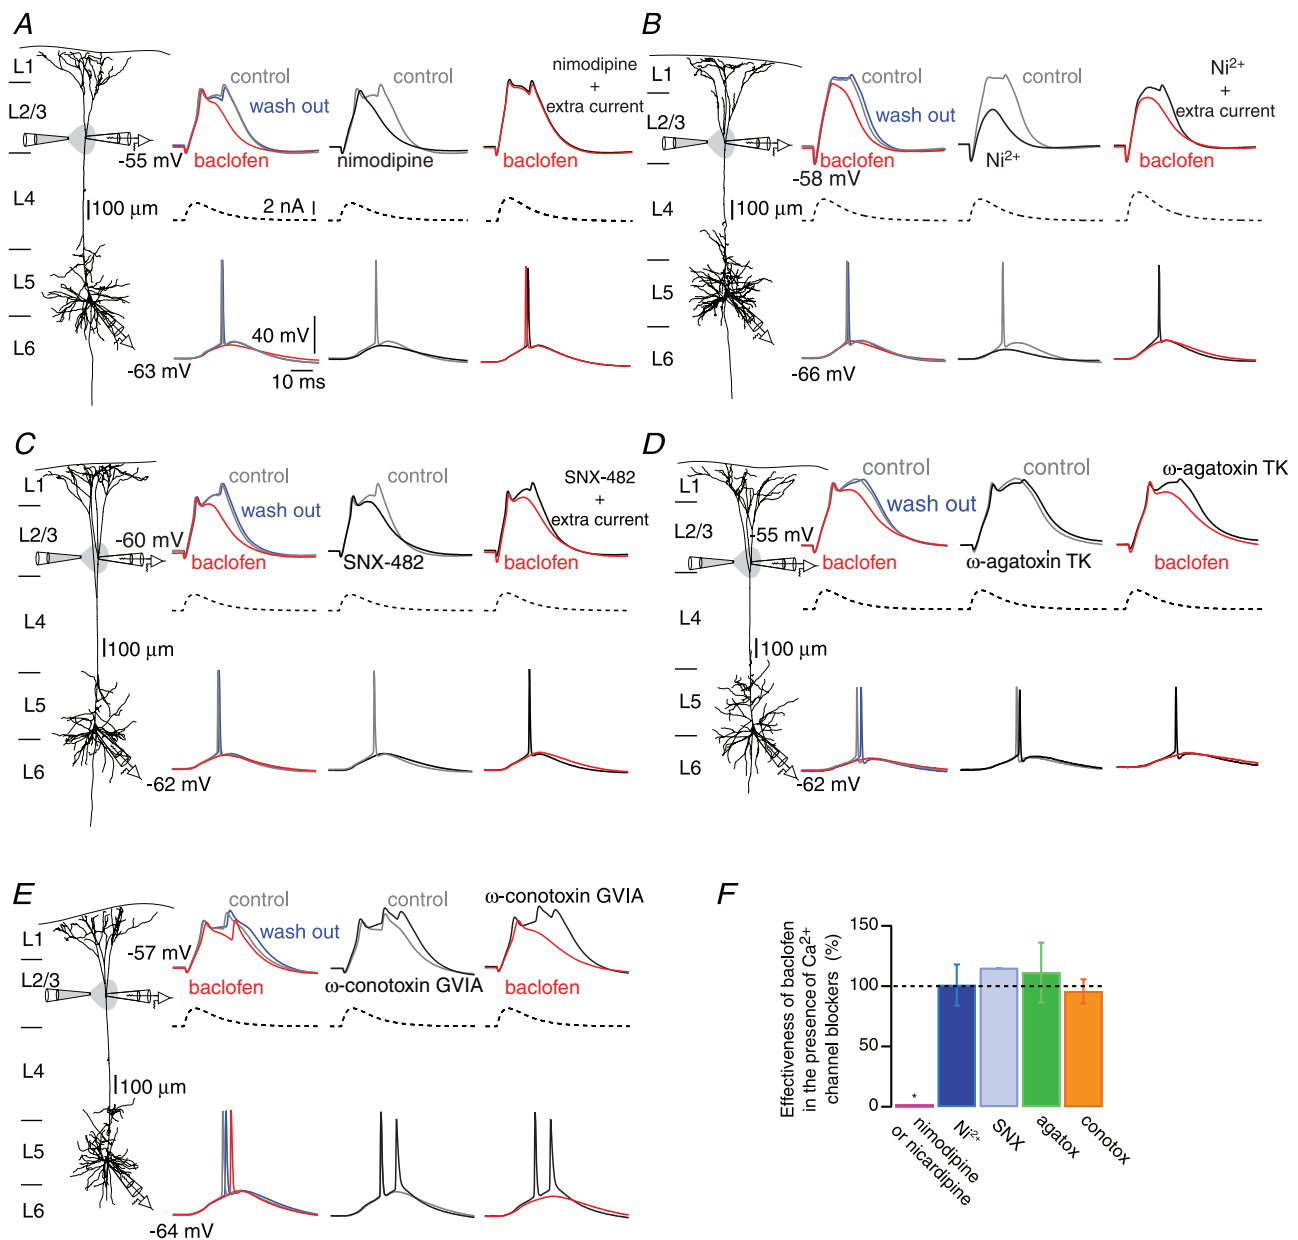 A
L1
L2/3
L4
L5
L6
-55 mV
100 µm
-63 mV
control
wash out
baclofen
2 nA
40 mV
10 ms
control
nimodipine
nimodipine
+
extra current
baclofen
B
L1
L2/3
L4
L5
L6
100 µm
-58 mV
-66 mV
control
wash out
baclofen
control
Ni2+
Ni2+
+
extra current
baclofen
C
L1
L2/3
L4
L5
L6
-60 mV
100 µm
-62 mV
control
wash out
baclofen
control
SNX-482
SNX-482
+
extra current
baclofen
D
L1
L2/3
L4
L5
L6
-55 mV
100 µm
-62 mV
control
wash out
baclofen
control
ω-agatoxin TK
ω-agatoxin TK
baclofen
E
L1
L2/3
L4
L5
L6
-57 mV
100 µm
-64 mV
control
wash out
baclofen
control
ω-conotoxin GVIA
ω-conotoxin GVIA
baclofen
F
Effectiveness of baclofen
in the presence of Ca2+
channel blockers (%)
150
100
50
0
*
nimodipine
or nicardipine
Ni2+
SNX
agatox
conotox